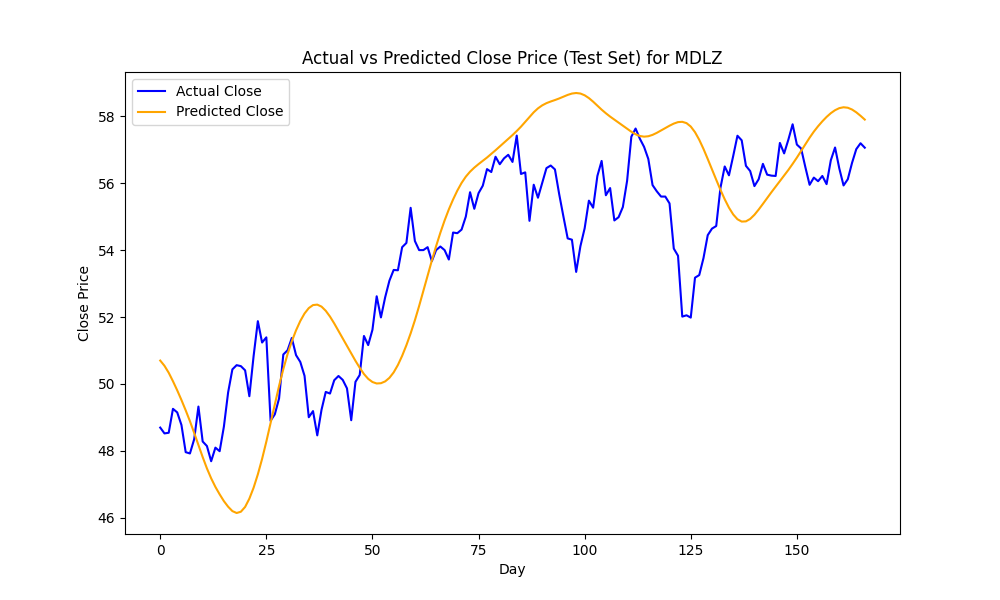 Actual vs Predicted Close Price (Test Set) for MDLZ
Actual Close
Predicted Close
58
56
54
52
50
48
46
Close Price
0 25 50 75 100 125 150
Day